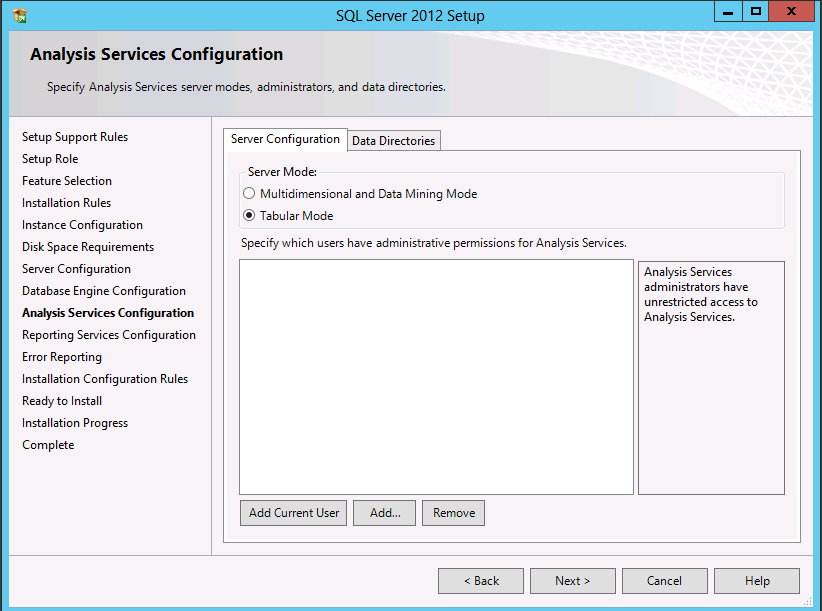 SQL Server 2012 Setup
Analysis Services Configuration
Specify Analysis Services server modes, administrators, and data directories.
Setup Support Rules
Setup Role
Feature Selection
Installation Rules
Instance Configuration
Disk Space Requirements
Server Configuration
Database Engine Configuration
Analysis Services Configuration
Reporting Services Configuration
Error Reporting
Installation Configuration Rules
Ready to Install
Installation Progress
Complete
Server Configuration
Data Directories
Server Mode:
Multidimensional and Data Mining Mode
Tabular Mode
Specify which users have administrative permissions for Analysis Services.
Analysis Services
administrators have
unrestricted access to
Analysis Services.
Add Current User
Add...
Remove
< Back
Next >
Cancel
Help